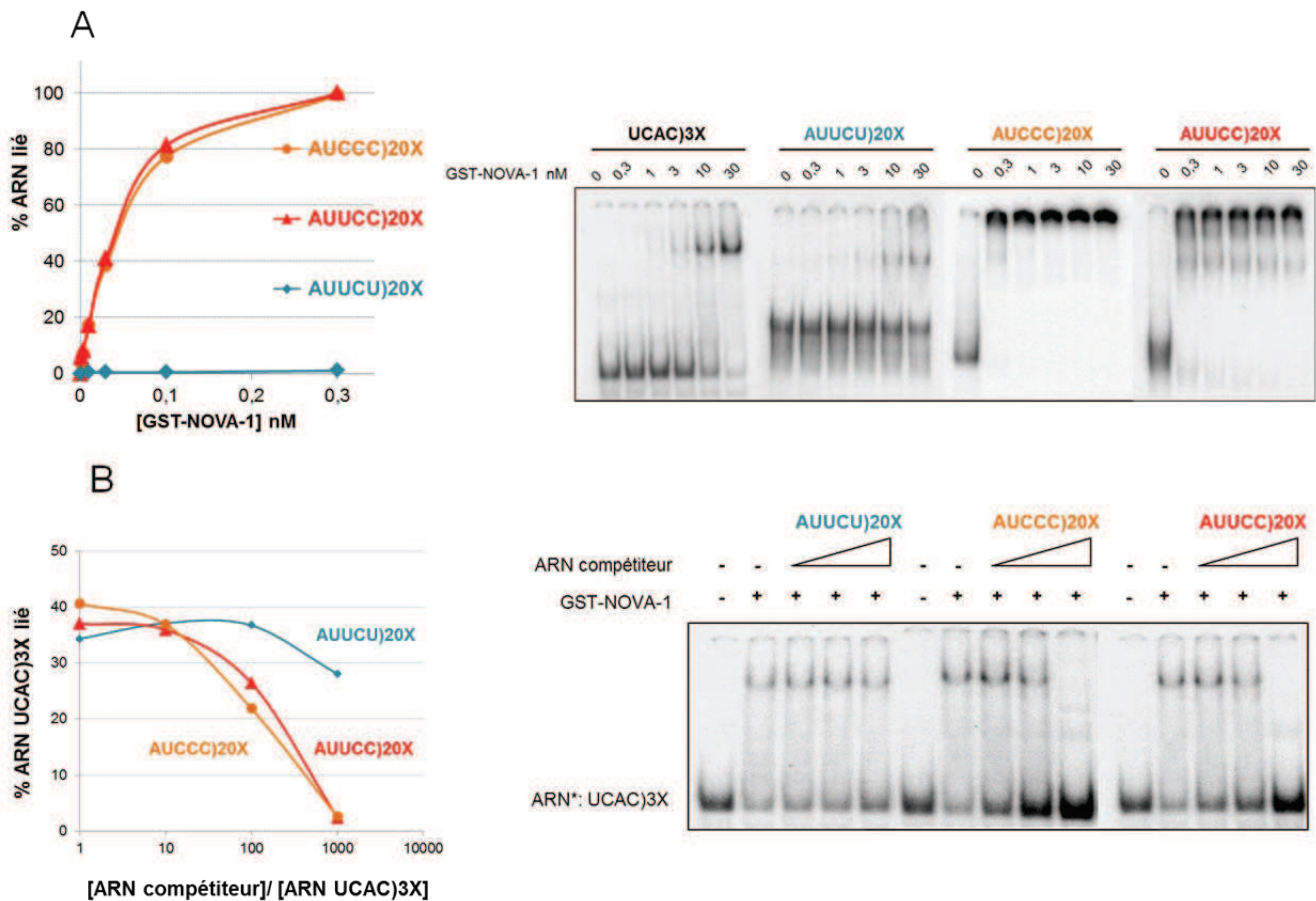 A
% ARN lié
100
80
60
40
20
0
AUCCC)20X
AUUCC)20X
AUUCU)20X
0 0,1 0,2 0,3
[GST-NOVA-1] nM
UCAC)3X AUUCU)20X AUCCC)20X AUUCC)20X
GST-NOVA-1 nM 0 0,3 1 3 10 30 0 0,3 1 3 10 30 0 0,3 1 3 10 30 0 0,3 1 3 10 30
B
% ARN UCAC)3X lié
50
40
30
20
10
0
AUUCU)20X
AUCCC)20X AUUCC)20X
1 10 100 1000 10000
[ARN compétiteur]/ [ARN UCAC)3X]
AUUCU)20X AUCCC)20X AUUCC)20X
ARN compétiteur - - - - - -
GST-NOVA-1 - + + + + - + + + + - + + + +
ARN*: UCAC)3X